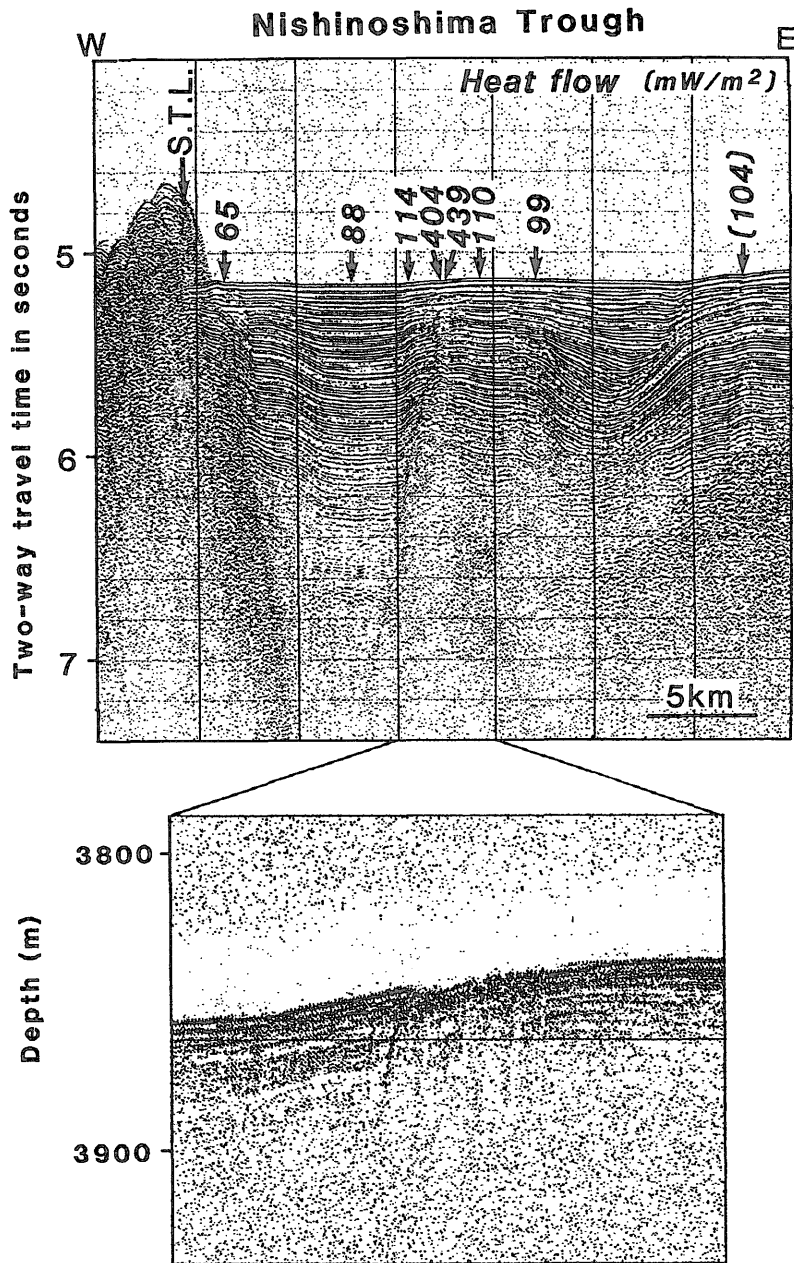 Nishinoshima Trough
W
E
Heat flow (mW/m²)
S.T.L.
65
88
114
404
439
110
99
(104)
Two-way travel time in seconds
5
6
7
5km
3800
Depth (m)
3900